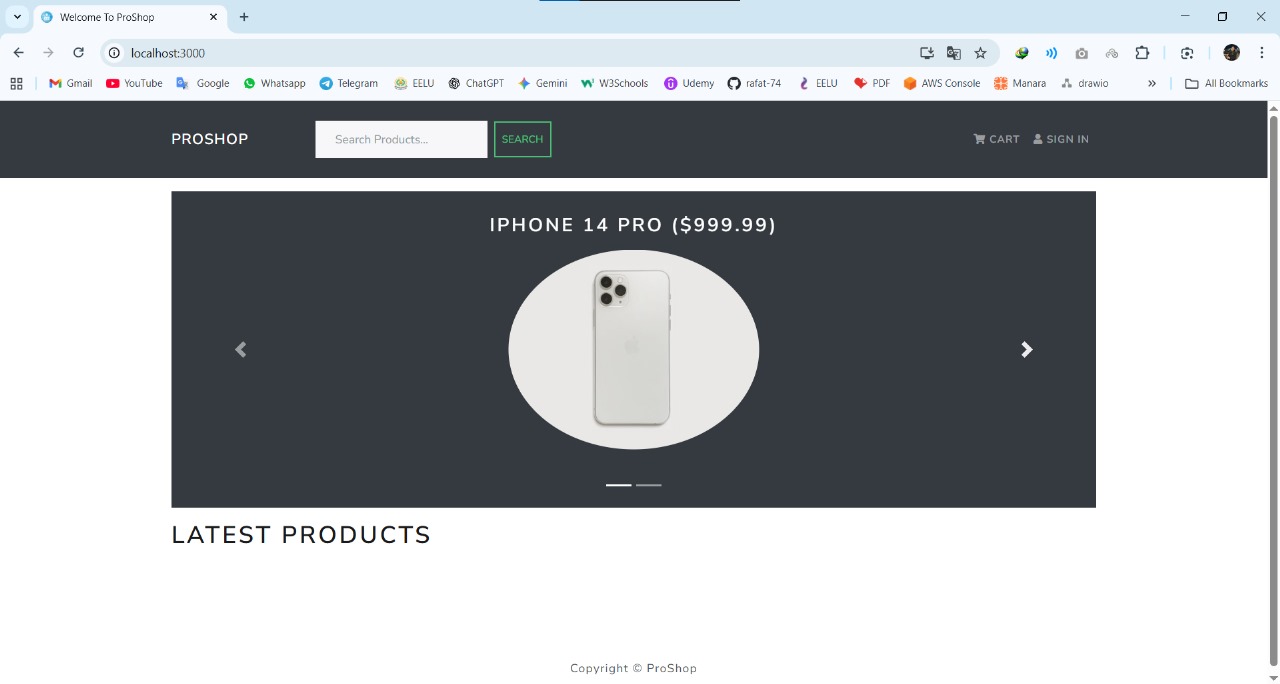 Welcome To ProShop
localhost:3000
Gmail YouTube Google Whatsapp Telegram EELU ChatGPT Gemini W3Schools Udemy rafat-74 EELU PDF AWS Console Manara drawio » All Bookmarks
PROSHOP Search Products... SEARCH CART SIGN IN
IPHONE 14 PRO ($999.99)
LATEST PRODUCTS
Copyright © ProShop